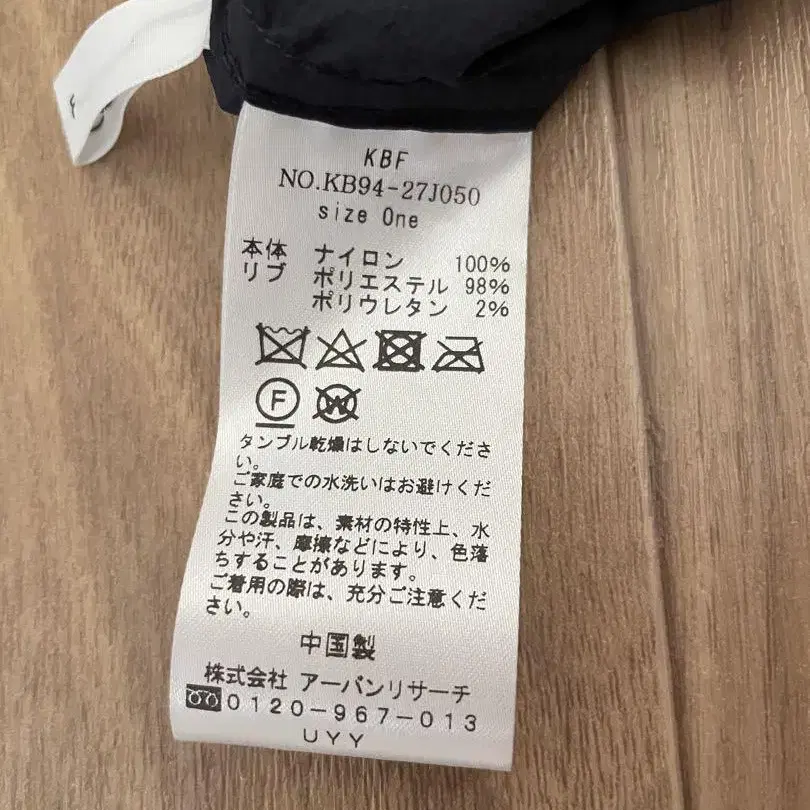 KBF
NO.KB94-27J050
size One
本体 ナイロン 100%
リブ ポリエステル 98%
ポリウレタン 2%
F
W
タンブル乾燥はしないでくださ
い。
ご家庭での水洗いはお避けくだ
さい。
この製品は、素材の特性上、水
分や汗、摩擦などにより、色落
ちすることがあります。
ご着用の際は、充分ご注意くだ
さい。
中国製
株式会社 アーバンリサーチ
0120-967-013
UYY